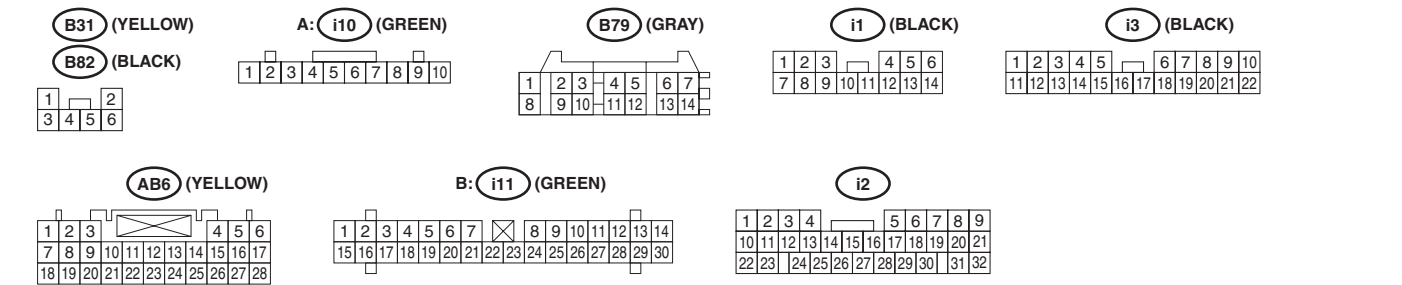 B31 (YELLOW)
B82 (BLACK)
1 2
3 4 5 6
A: i10 (GREEN)
1 2 3 4 5 6 7 8 9 10
B79 (GRAY)
1 2 3 4 5 6 7
8 9 10 11 12 13 14
i1 (BLACK)
1 2 3 4 5 6
7 8 9 10 11 12 13 14
i3 (BLACK)
1 2 3 4 5 6 7 8 9 10
11 12 13 14 15 16 17 18 19 20 21 22
AB6 (YELLOW)
1 2 3 4 5 6
7 8 9 10 11 12 13 14 15 16 17
18 19 20 21 22 23 24 25 26 27 28
B: i11 (GREEN)
1 2 3 4 5 6 7 8 9 10 11 12 13 14
15 16 17 18 19 20 21 22 23 24 25 26 27 28 29 30
i2
1 2 3 4 5 6 7 8 9
10 11 12 13 14 15 16 17 18 19 20 21
22 23 24 25 26 27 28 29 30 31 32